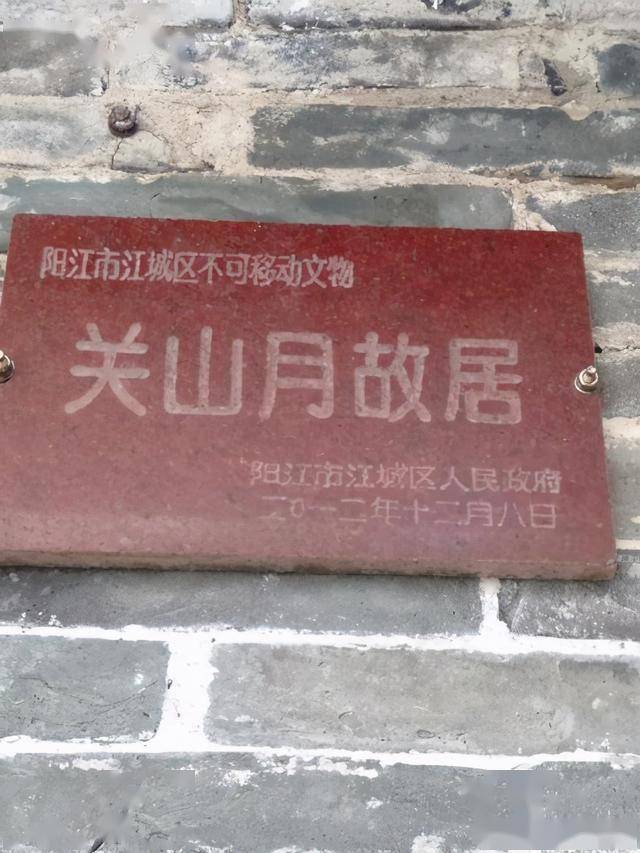 阳江市江城区不可移动文物
关山月故居
阳江市江城区人民政府
二〇一二年十二月八日